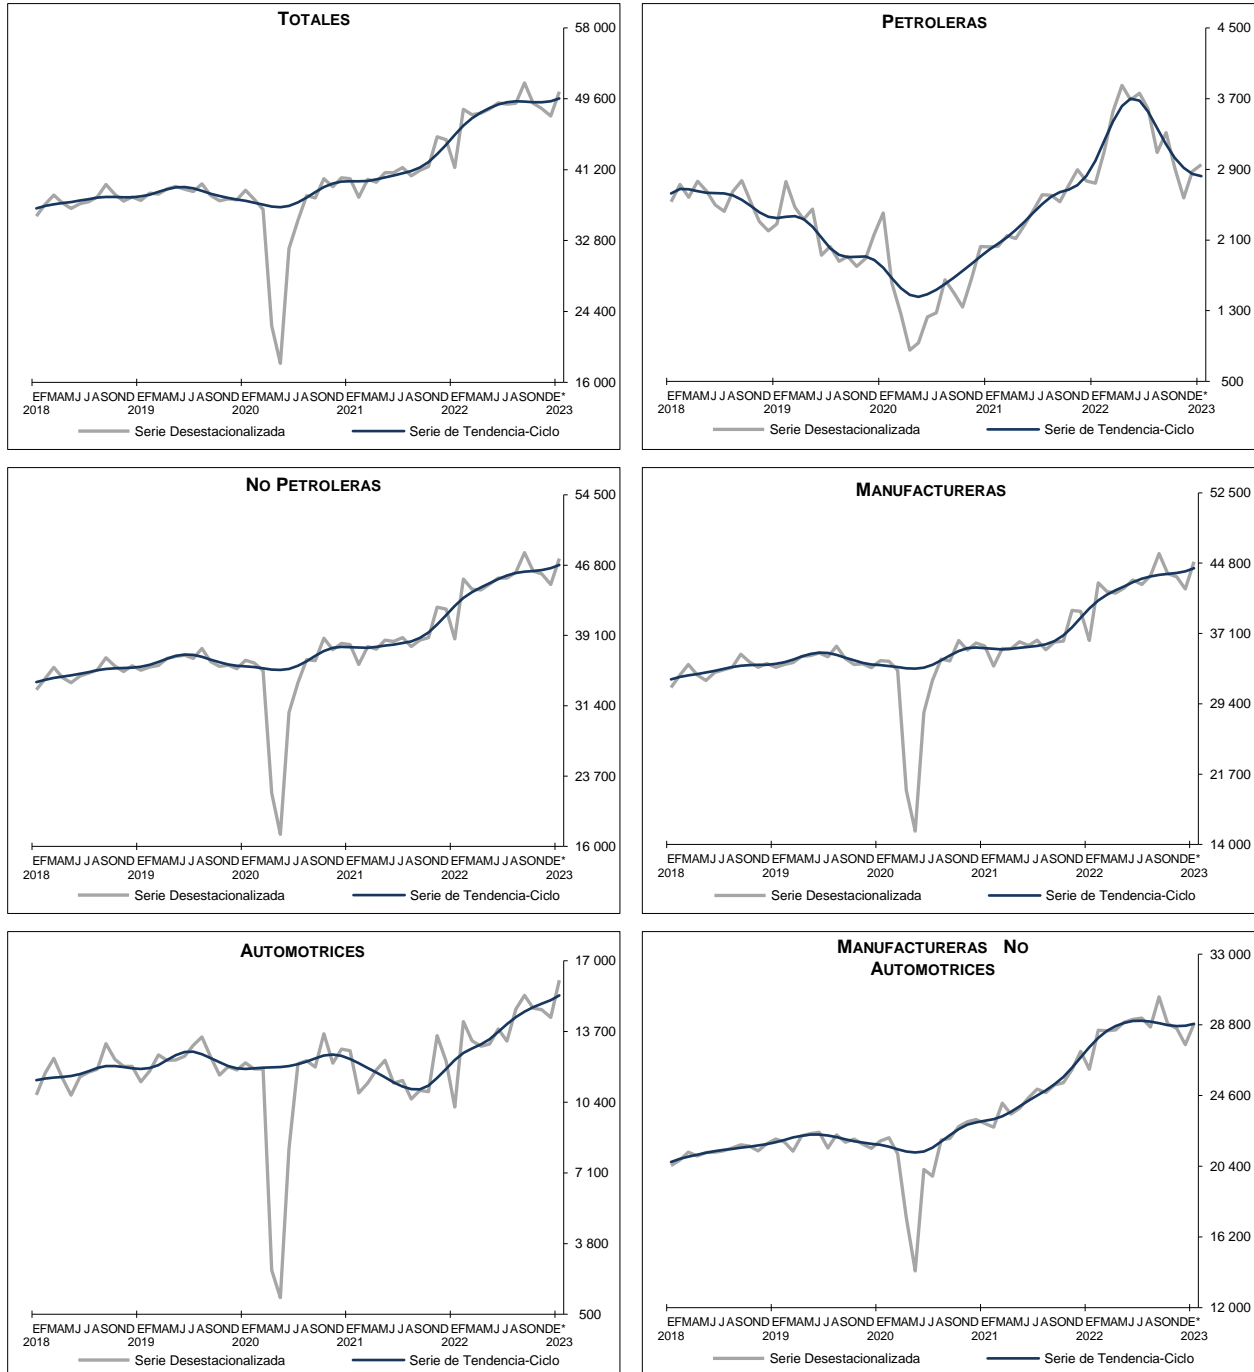 TOTALES
58 000
49 600
41 200
32 800
24 400
16 000
EFMAMJ J ASOND EFMAMJ J ASOND EFMAMJ J ASOND EFMAMJ J ASOND EFMAMJ J ASONDE*
2018 2019 2020 2021 2022 2023
Serie Desestacionalizada Serie de Tendencia-Ciclo
PETROLERAS
4 500
3 700
2 900
2 100
1 300
500
EFMAMJ J ASOND EFMAMJ J ASOND EFMAMJ J ASOND EFMAMJ J ASOND EFMAMJ J ASONDE*
2018 2019 2020 2021 2022 2023
Serie Desestacionalizada Serie de Tendencia-Ciclo
NO PETROLERAS
54 500
46 800
39 100
31 400
23 700
16 000
EFMAMJ J ASOND EFMAMJ J ASOND EFMAMJ J ASOND EFMAMJ J ASOND EFMAMJ J ASONDE*
2018 2019 2020 2021 2022 2023
Serie Desestacionalizada Serie de Tendencia-Ciclo
MANUFACTURERAS
52 500
44 800
37 100
29 400
21 700
14 000
EFMAMJ J ASOND EFMAMJ J ASOND EFMAMJ J ASOND EFMAMJ J ASOND EFMAMJ J ASONDE*
2018 2019 2020 2021 2022 2023
Serie Desestacionalizada Serie de Tendencia-Ciclo
AUTOMOTRICES
17 000
13 700
10 400
7 100
3 800
500
EFMAMJ J ASOND EFMAMJ J ASOND EFMAMJ J ASOND EFMAMJ J ASOND EFMAMJ J ASONDE*
2018 2019 2020 2021 2022 2023
Serie Desestacionalizada Serie de Tendencia-Ciclo
MANUFACTURERAS NO
AUTOMOTRICES
33 000
28 800
24 600
20 400
16 200
12 000
EFMAMJ J ASOND EFMAMJ J ASOND EFMAMJ J ASOND EFMAMJ J ASOND EFMAMJ J ASONDE*
2018 2019 2020 2021 2022 2023
Serie Desestacionalizada Serie de Tendencia-Ciclo